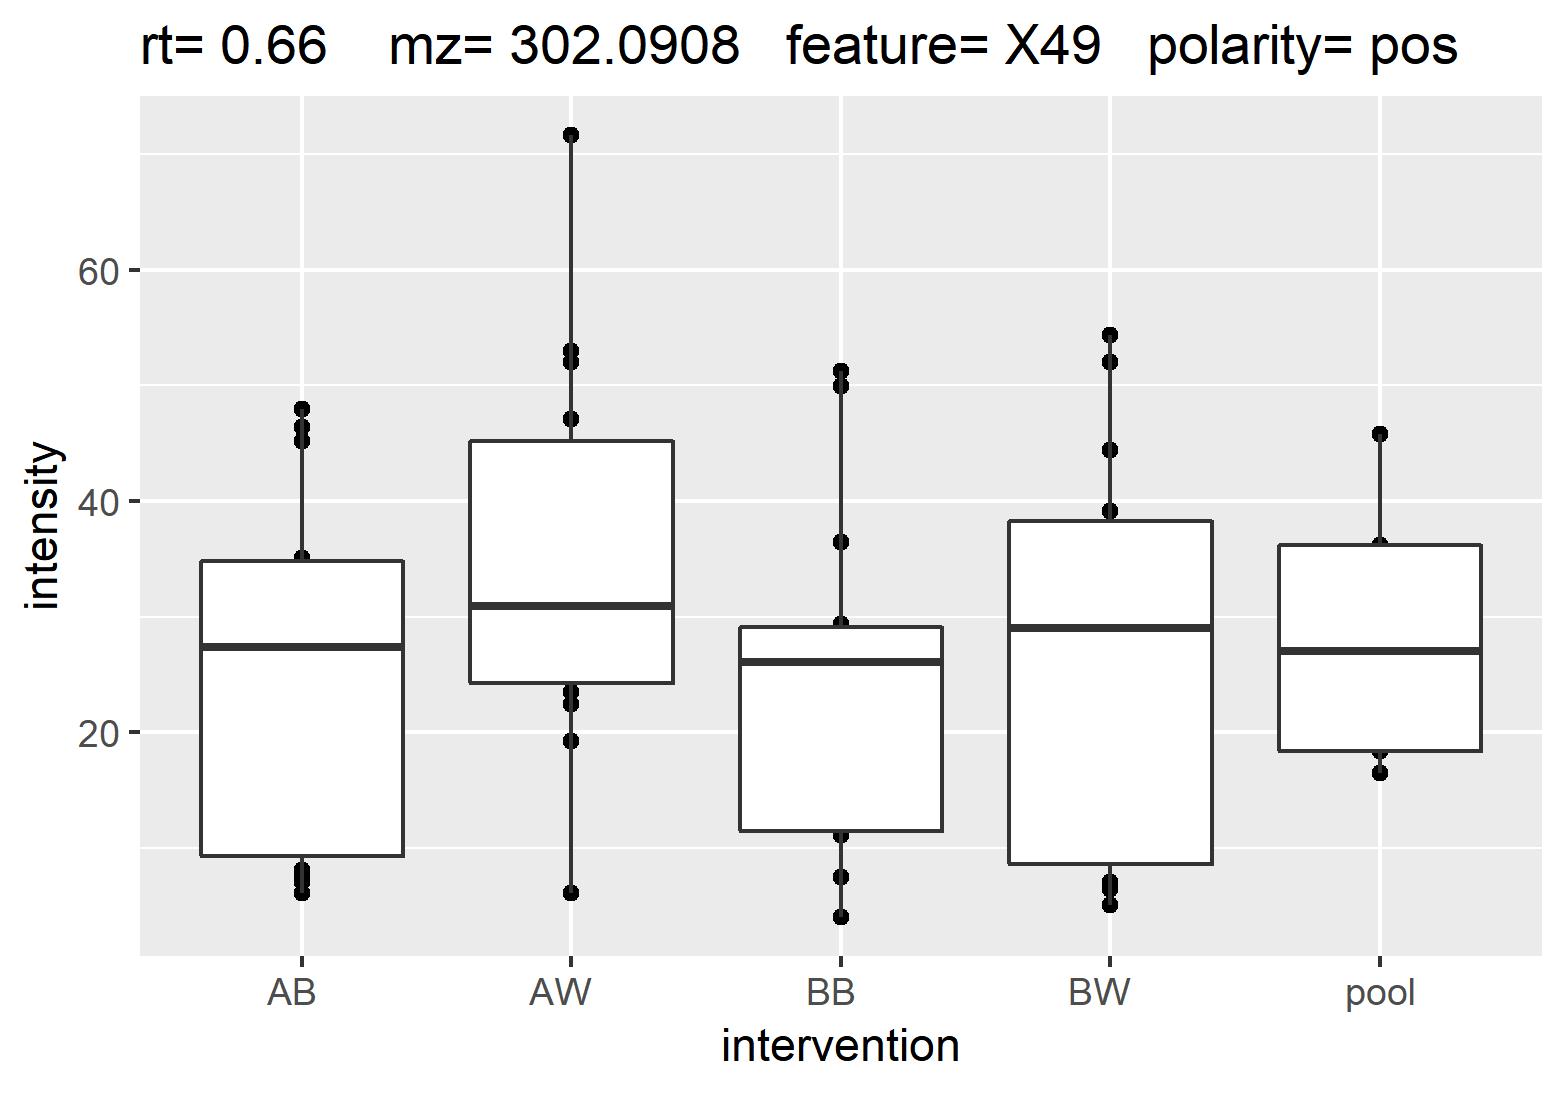 rt= 0.66 mz= 302.0908 feature= X49 polarity= pos
60
40
20
intensity
AB AW BB BW pool
intervention